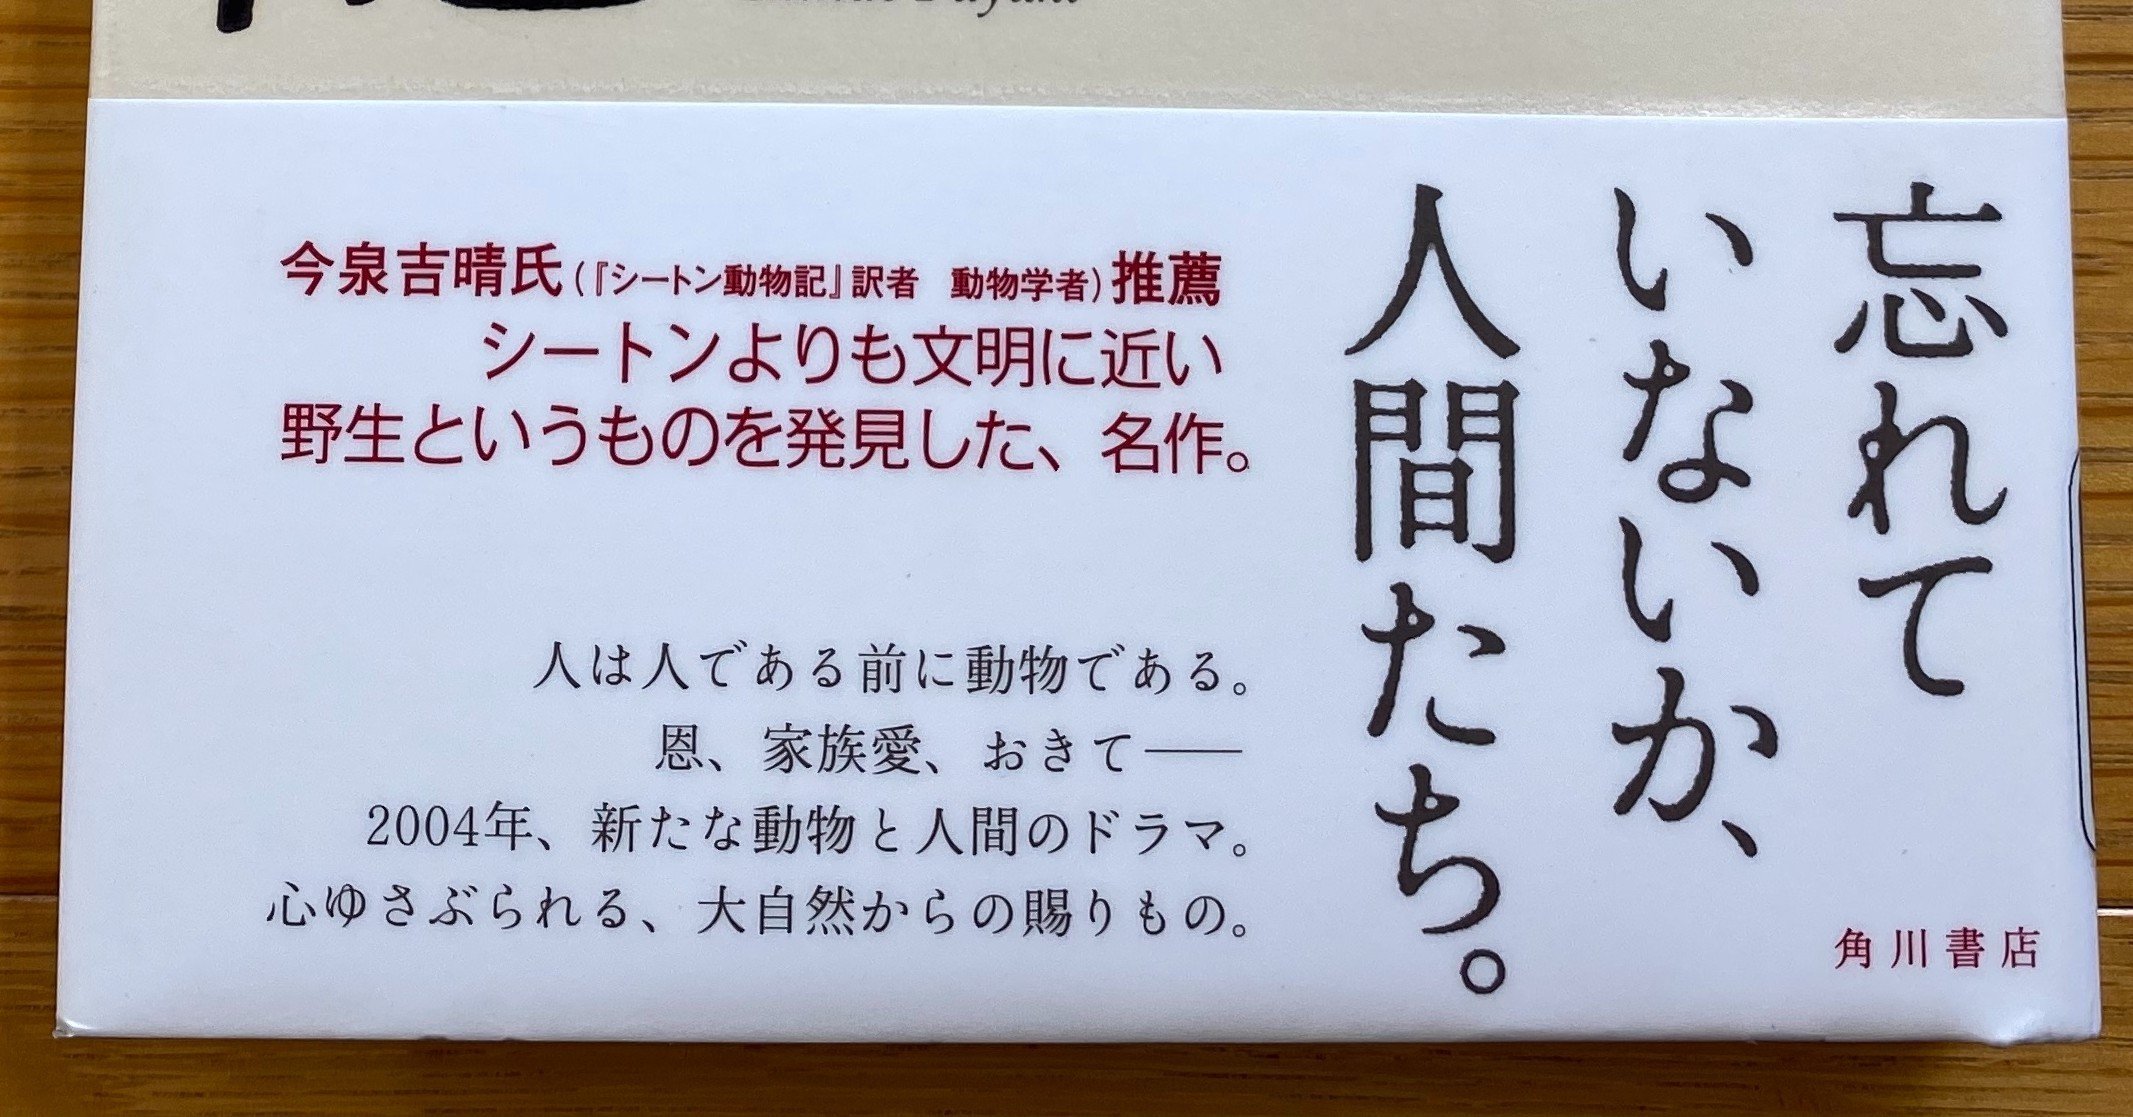 忘れて
いないか、
人間たち。
今泉吉晴氏(『シートン動物記』訳者　動物学者)推薦
シートンよりも文明に近い
野生というものを発見した、名作。
人は人である前に動物である。
恩、家族愛、おきて――
2004年、新たな動物と人間のドラマ。
心ゆさぶられる、大自然からの賜りもの。
角川書店